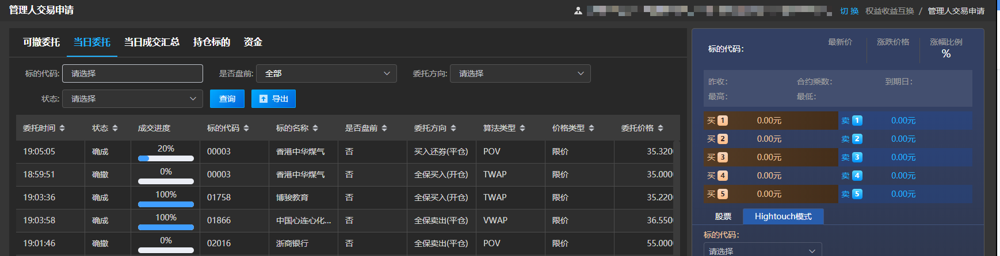 管理人交易申请
切 换 权益收益互换 / 管理人交易申请
可撤委托 当日委托 当日成交汇总 持仓标的 资金
标的代码: 请选择 是否盘前: 全部 委托方向: 请选择
状态: 请选择 查询 导出
委托时间 状态 成交进度 标的代码 标的名称 是否盘前 委托方向 算法类型 价格类型 委托价格
19:05:05 确成 20% 00003 香港中华煤气 否 买入还券(平仓) POV 限价 35.320
18:59:51 确撤 0% 00003 香港中华煤气 否 全保买入(开仓) TWAP 限价 35.000
19:03:36 确成 100% 01758 博骏教育 否 全保买入(开仓) TWAP 限价 35.220
19:03:58 确成 100% 01866 中国心连心化... 否 全保卖出(平仓) VWAP 限价 36.550
19:01:46 确撤 0% 02016 浙商银行 否 全保卖出(平仓) POV 限价 55.000
标的代码: 最新价 涨跌价格 涨幅比例
%
昨收: 合约乘数: 到期日:
最高: 最低:
买 1 0.00元 卖 1 0.00元
买 2 0.00元 卖 2 0.00元
买 3 0.00元 卖 3 0.00元
买 4 0.00元 卖 4 0.00元
买 5 0.00元 卖 5 0.00元
股票 Hightouch模式
标的代码:
请选择